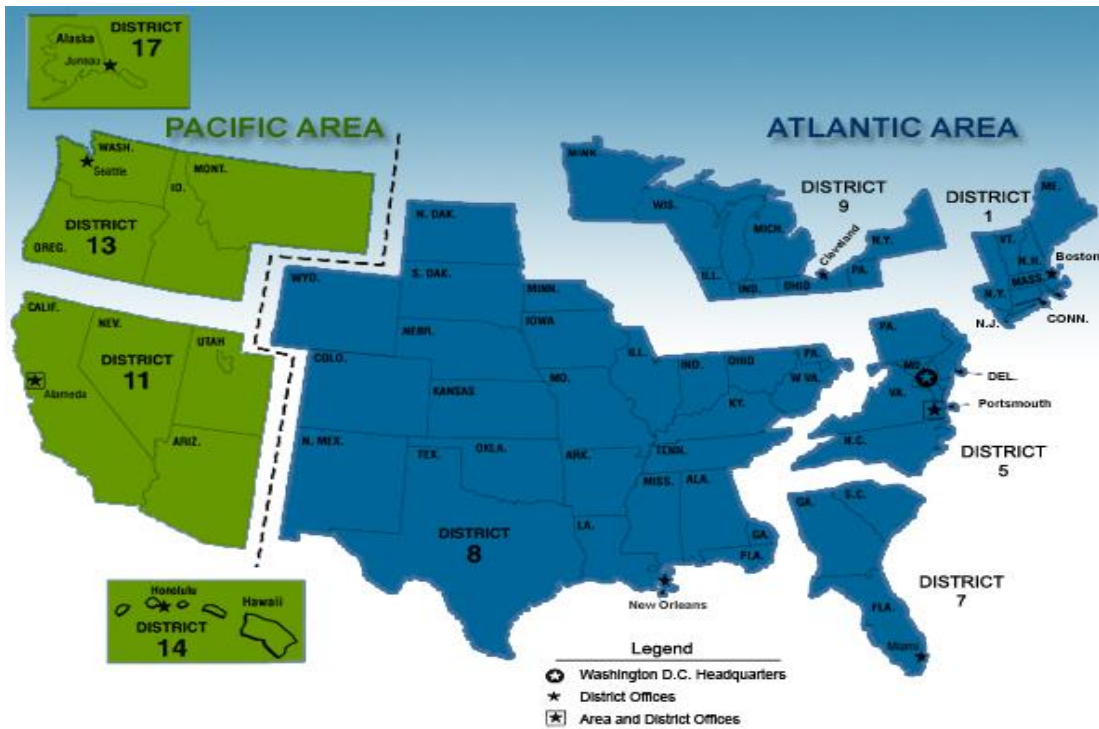 Alaska
DISTRICT
17
Juneau
PACIFIC AREA
ATLANTIC AREA
WASH.
Seattle
ID.
MONT.
DISTRICT
13
OREG.
CALIF.
NEV.
UTAH
DISTRICT
11
Alameda
ARIZ.
Honolulu
Hawaii
DISTRICT
14
N. DAK.
WYO.
S. DAK.
MINN.
NEBR.
IOWA
COLO.
KANSAS
MO.
ILL.
IND.
OHIO
PA.
W VA.
KY.
N. MEX.
TEX.
OKLA.
ARK.
TENN.
MISS.
ALA.
LA.
GA.
FLA.
DISTRICT
8
New Orleans
MINN.
WIS.
MICH.
ILL.
IND.
OHIO
Cleveland
PA.
N.Y.
DISTRICT
9
DISTRICT
1
ME.
VT.
N.H.
Boston
MASS.
N.Y.
N.J.
CONN.
PA.
MD.
DEL.
VA.
Portsmouth
N.C.
DISTRICT
5
GA.
S.C.
FLA.
Miami
DISTRICT
7
Legend
Washington D.C. Headquarters
District Offices
Area and District Offices